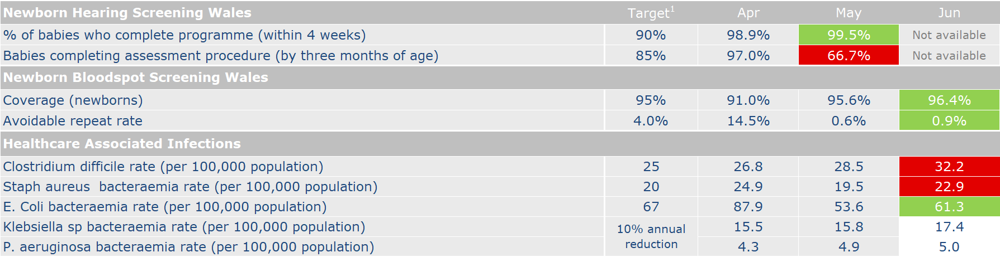 Newborn Hearing Screening Wales Target¹ Apr May Jun
% of babies who complete programme (within 4 weeks) 90% 98.9% 99.5% Not available
Babies completing assessment procedure (by three months of age) 85% 97.0% 66.7% Not available
Newborn Bloodspot Screening Wales
Coverage (newborns) 95% 91.0% 95.6% 96.4%
Avoidable repeat rate 4.0% 14.5% 0.6% 0.9%
Healthcare Associated Infections
Clostridium difficile rate (per 100,000 population) 25 26.8 28.5 32.2
Staph aureus  bacteraemia rate (per 100,000 population) 20 24.9 19.5 22.9
E. Coli bacteraemia rate (per 100,000 population) 67 87.9 53.6 61.3
Klebsiella sp bacteraemia rate (per 100,000 population) 10% annual 15.5 15.8 17.4
P. aeruginosa bacteraemia rate (per 100,000 population) reduction 4.3 4.9 5.0